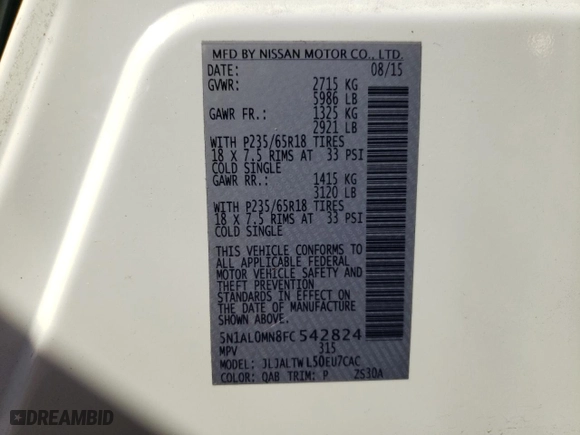 MFD BY NISSAN MOTOR CO., LTD.
DATE: 08/15
GVWR: 2715 KG
5986 LB
GAWR FR.: 1325 KG
2921 LB
WITH P235/65R18 TIRES
18 X 7.5 RIMS AT 33 PSI
COLD SINGLE
GAWR RR.: 1415 KG
3120 LB
WITH P235/65R18 TIRES
18 X 7.5 RIMS AT 33 PSI
COLD SINGLE
THIS VEHICLE CONFORMS TO
ALL APPLICABLE FEDERAL
MOTOR VEHICLE SAFETY AND
THEFT PREVENTION
STANDARDS IN EFFECT ON
THE DATE OF MANUFACTURE
SHOWN ABOVE.
5N1AL0MN8FC542824
MPV 315
MODEL: JLJALTWL50EU7CAC
COLOR: QAB TRIM: P ZS30A
DREAMBID